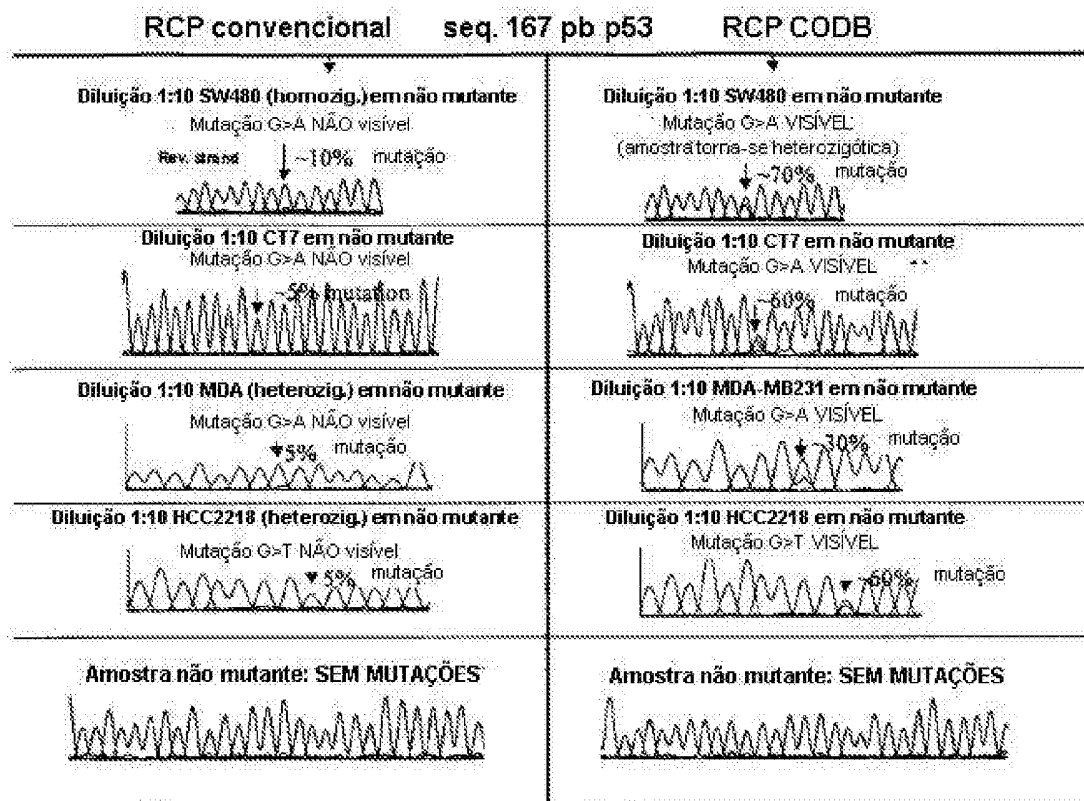 RCP convencional seq. 167 pb p53 RCP CODB
Diluição 1:10 SW480 (homozig.) em não mutante
Mutação G>A NÃO visível
Rev. strand ~10% mutação
Diluição 1:10 CT7 em não mutante
Mutação G>A NÃO visível
~5% mutation
Diluição 1:10 MDA (heterozig.) em não mutante
Mutação G>A NÃO visível
5% mutação
Diluição 1:10 HCC2218 (heterozig.) em não mutante
Mutação G>T NÃO visível
5% mutação
Amostra não mutante: SEM MUTAÇÕES
Diluição 1:10 SW480 em não mutante
Mutação G>A VISÍVEL
(amostra torna-se heterozigótica)
~70% mutação
Diluição 1:10 CT7 em não mutante
Mutação G>A VISÍVEL
~60% mutação
Diluição 1:10 MDA-MB231 em não mutante
Mutação G>A VISÍVEL
~30% mutação
Diluição 1:10 HCC2218 em não mutante
Mutação G>T VISÍVEL
~60% mutação
Amostra não mutante: SEM MUTAÇÕES